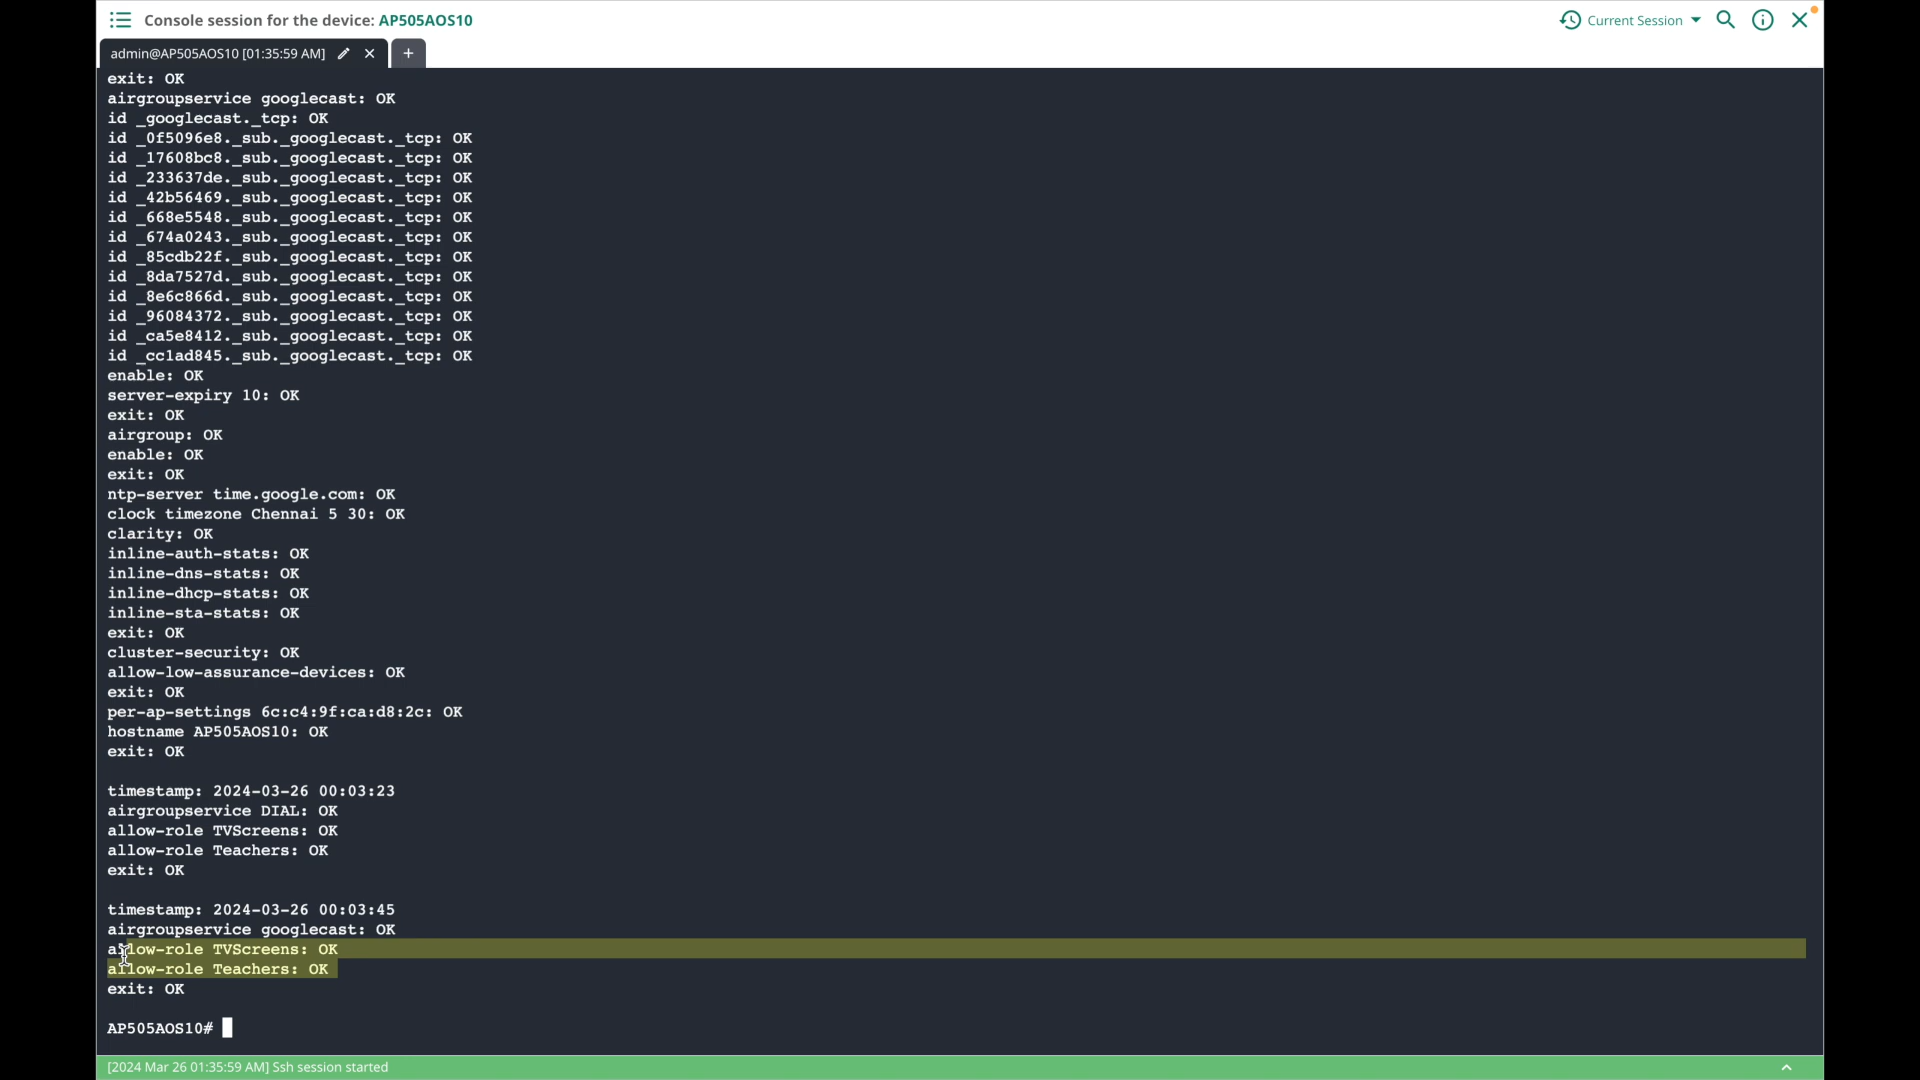 Console session for the device: AP505AOS10
Current Session
admin@AP505AOS10 [01:35:59 AM]
exit: OK
airgroupservice googlecast: OK
id _googlecast._tcp: OK
id _0f5096e8._sub._googlecast._tcp: OK
id _17608bc8._sub._googlecast._tcp: OK
id _233637de._sub._googlecast._tcp: OK
id _42b56469._sub._googlecast._tcp: OK
id _668e5548._sub._googlecast._tcp: OK
id _674a0243._sub._googlecast._tcp: OK
id _85cdb22f._sub._googlecast._tcp: OK
id _8da7527d._sub._googlecast._tcp: OK
id _8e6c866d._sub._googlecast._tcp: OK
id _96084372._sub._googlecast._tcp: OK
id _ca5e8412._sub._googlecast._tcp: OK
id _cc1ad845._sub._googlecast._tcp: OK
enable: OK
server-expiry 10: OK
exit: OK
airgroup: OK
enable: OK
exit: OK
ntp-server time.google.com: OK
clock timezone Chennai 5 30: OK
clarity: OK
inline-auth-stats: OK
inline-dns-stats: OK
inline-dhcp-stats: OK
inline-sta-stats: OK
exit: OK
cluster-security: OK
allow-low-assurance-devices: OK
exit: OK
per-ap-settings 6c:c4:9f:ca:d8:2c: OK
hostname AP505AOS10: OK
exit: OK
timestamp: 2024-03-26 00:03:23
airgroupservice DIAL: OK
allow-role TVScreens: OK
allow-role Teachers: OK
exit: OK
timestamp: 2024-03-26 00:03:45
airgroupservice googlecast: OK
allow-role TVScreens: OK
allow-role Teachers: OK
exit: OK
AP505AOS10#
[2024 Mar 26 01:35:59 AM] Ssh session started